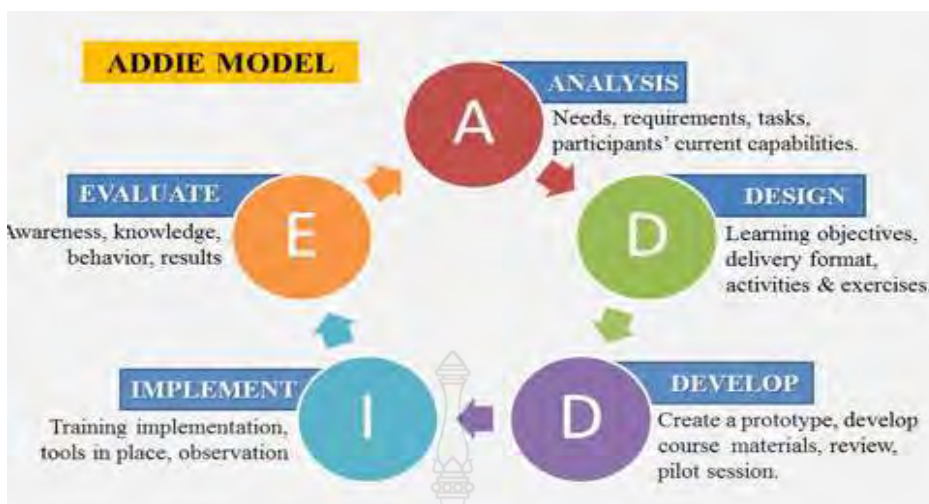 ADDIE MODEL
A
ANALYSIS
Needs, requirements, tasks,
participants' current capabilities.
D
DESIGN
Learning objectives,
delivery format,
activities & exercises
D
DEVELOP
Create a prototype, develop
course materials, review,
pilot session.
I
IMPLEMENT
Training implementation,
tools in place, observation
E
EVALUATE
Awareness, knowledge,
behavior, results